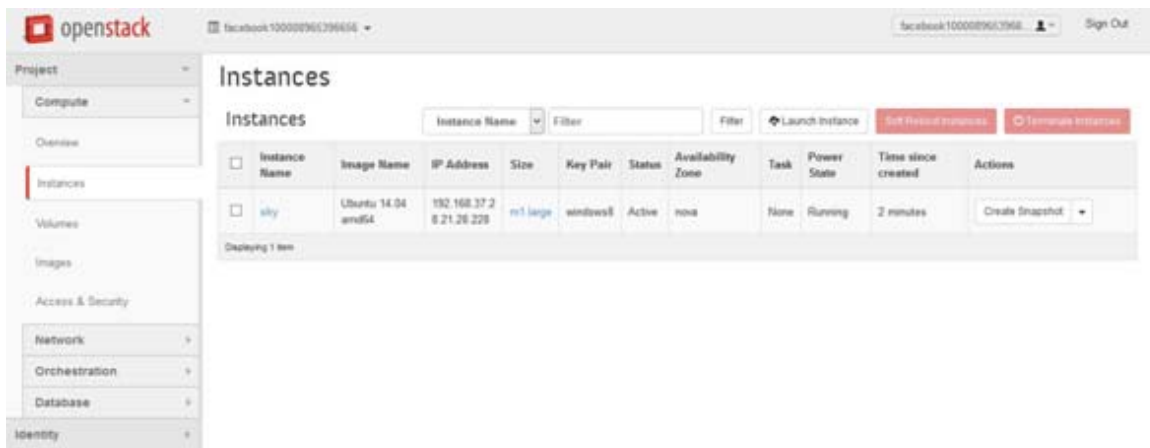 openstack
Sign Out
Project
Compute
Overview
Instances
Volumes
Images
Access & Security
Network
Orchestration
Database
Identity
Instances
Instances
Instance Name
Filter
Filter
Launch Instance
Soft Reboot Instances
Terminate Instances
Instance Name
Image Name
IP Address
Size
Key Pair
Status
Availability Zone
Task
Power State
Time since created
Actions
sky
Ubuntu 14.04 amd64
192.168.37.2
m1.large
windows8
Active
nova
None
Running
2 minutes
Create Snapshot
Displaying 1 item